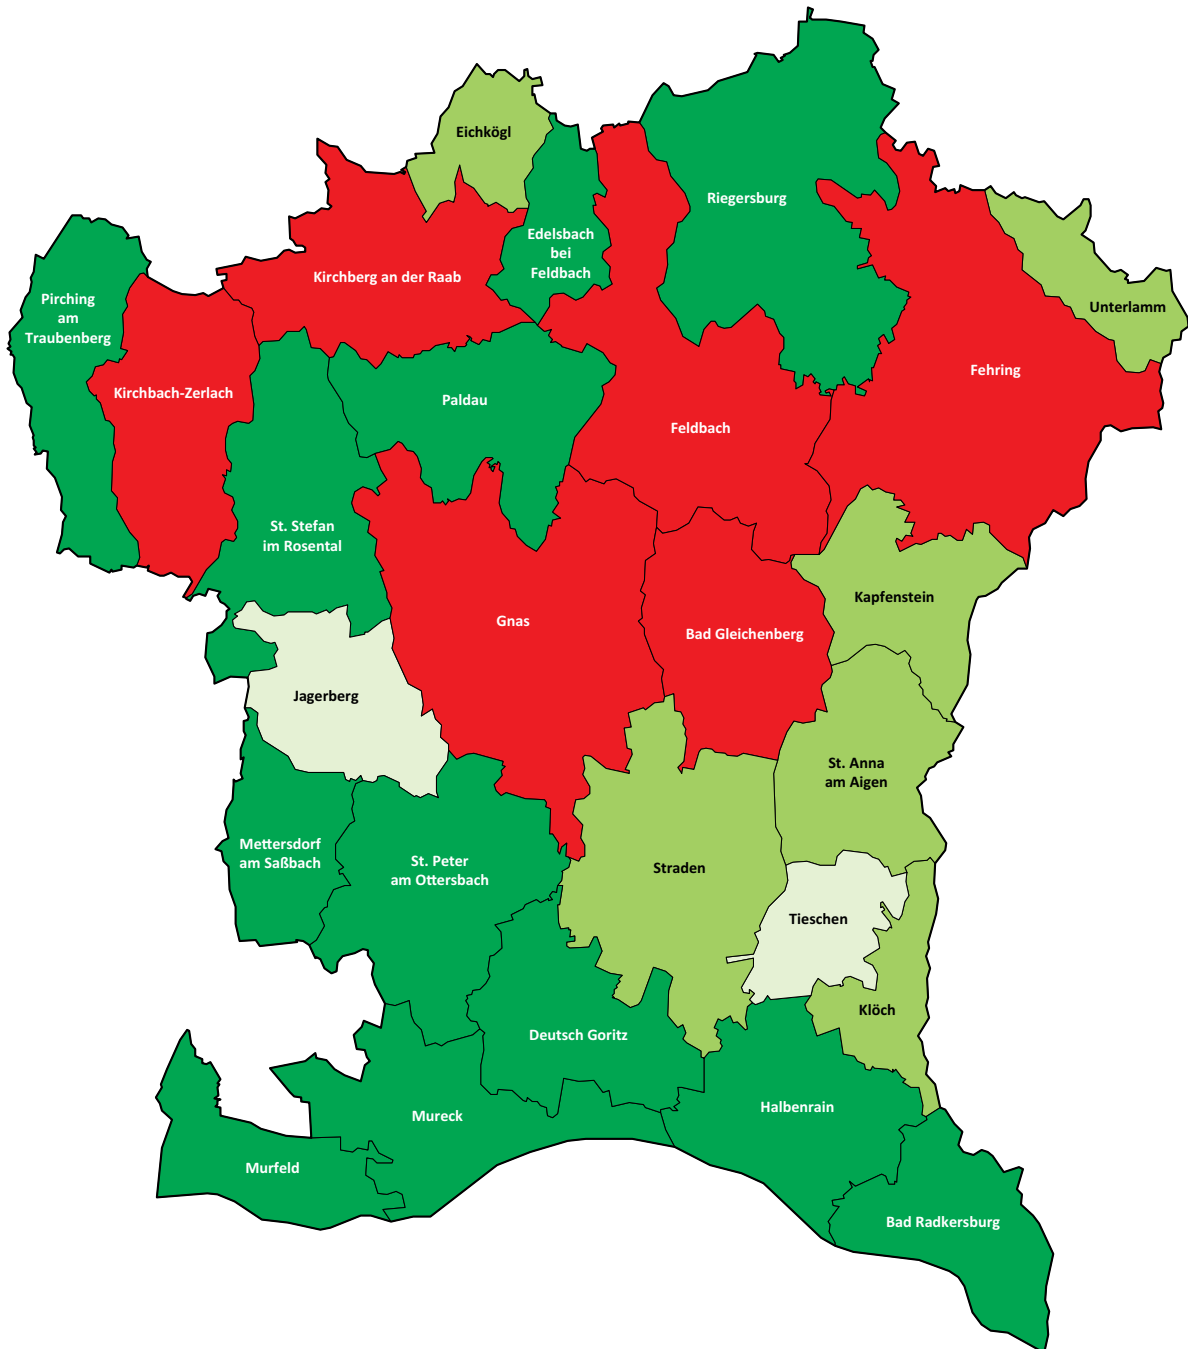 Eichkögl
Riegersburg
Edelsbach
bei
Feldbach
Kirchberg an der Raab
Pirching
am
Traubenberg
Unterlamm
Fehring
Kirchbach-Zerlach
Paldau
Feldbach
St. Stefan
im Rosental
Kapfenstein
Gnas
Bad Gleichenberg
Jagerberg
St. Anna
am Aigen
Mettersdorf
am Saßbach
St. Peter
am Ottersbach
Straden
Tieschen
Klöch
Deutsch Goritz
Halbenrain
Mureck
Murfeld
Bad Radkersburg